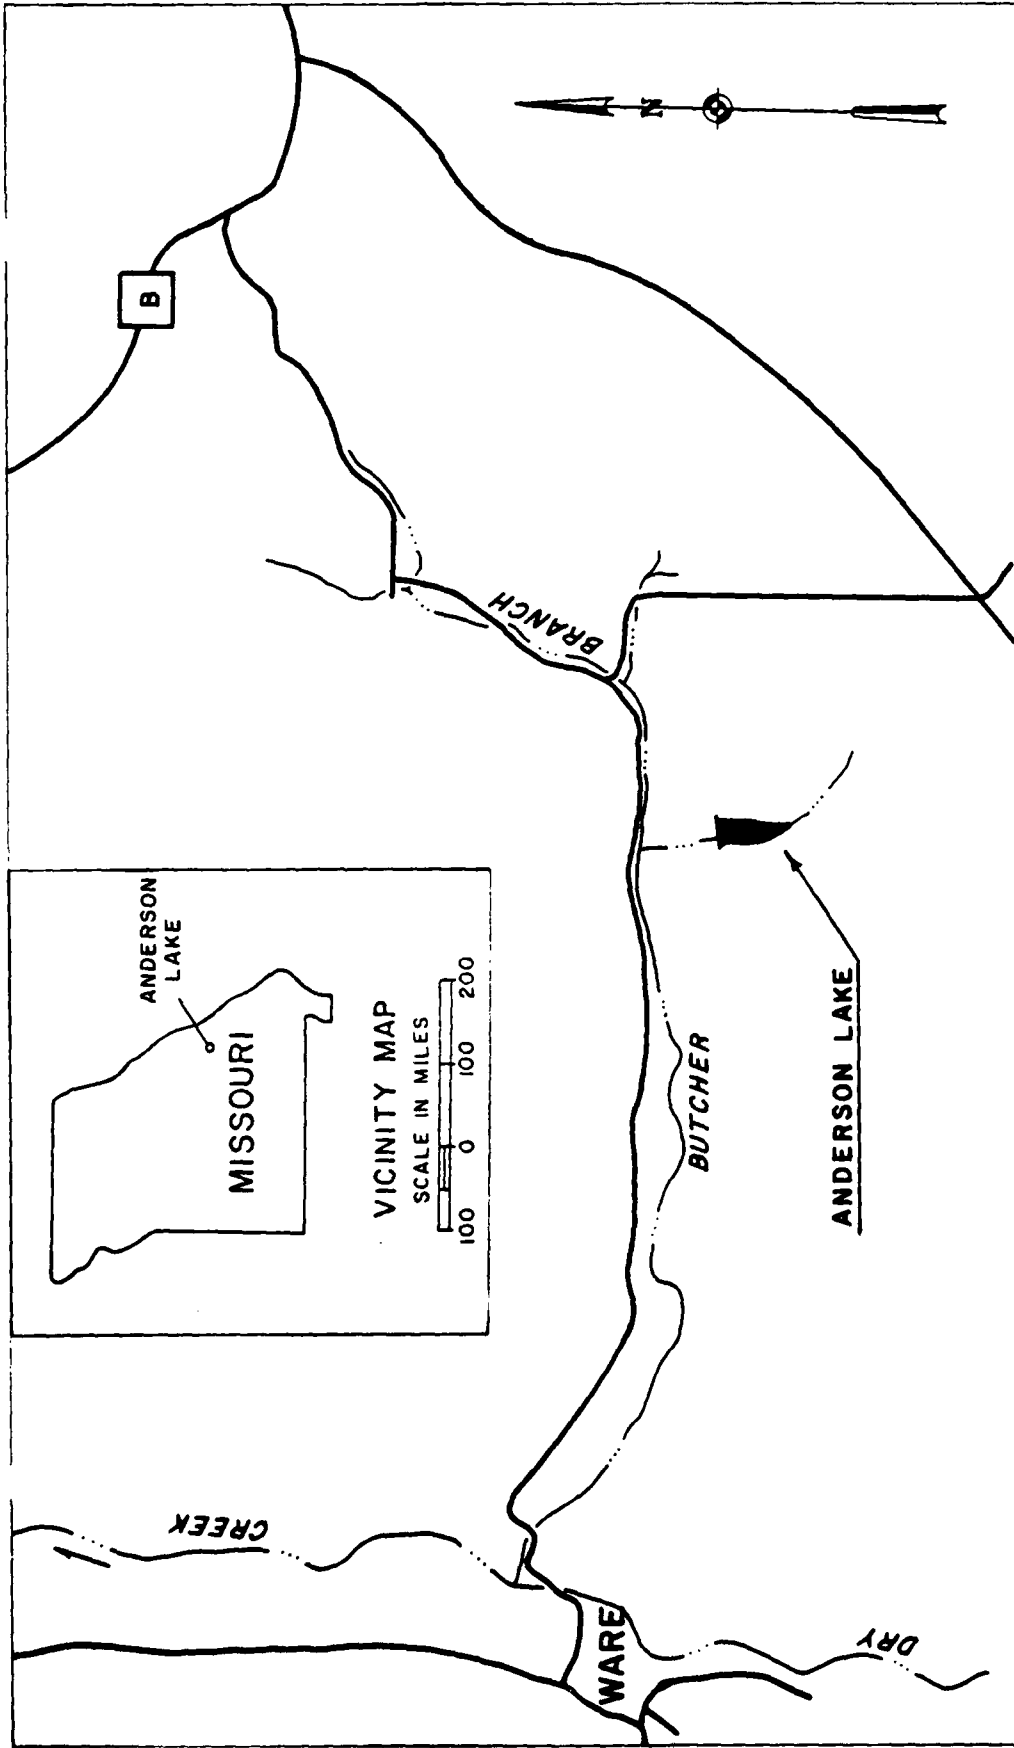 B
N
ANDERSON
LAKE
MISSOURI
VICINITY MAP
SCALE IN MILES
100 0 100 200
BRANCH
BUTCHER
ANDERSON LAKE
CREEK
WARE
DRY